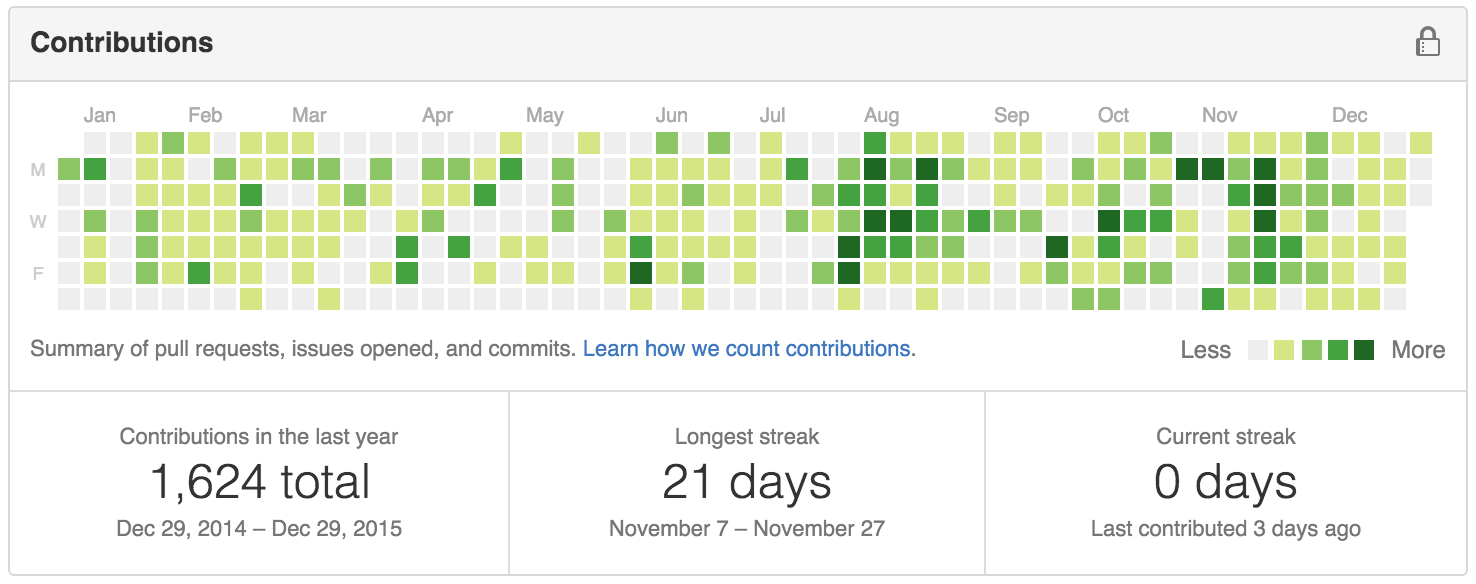 Contributions
Jan Feb Mar Apr May Jun Jul Aug Sep Oct Nov Dec
M
W
F
Summary of pull requests, issues opened, and commits. Learn how we count contributions.
Less More
Contributions in the last year
1,624 total
Dec 29, 2014 – Dec 29, 2015
Longest streak
21 days
November 7 – November 27
Current streak
0 days
Last contributed 3 days ago